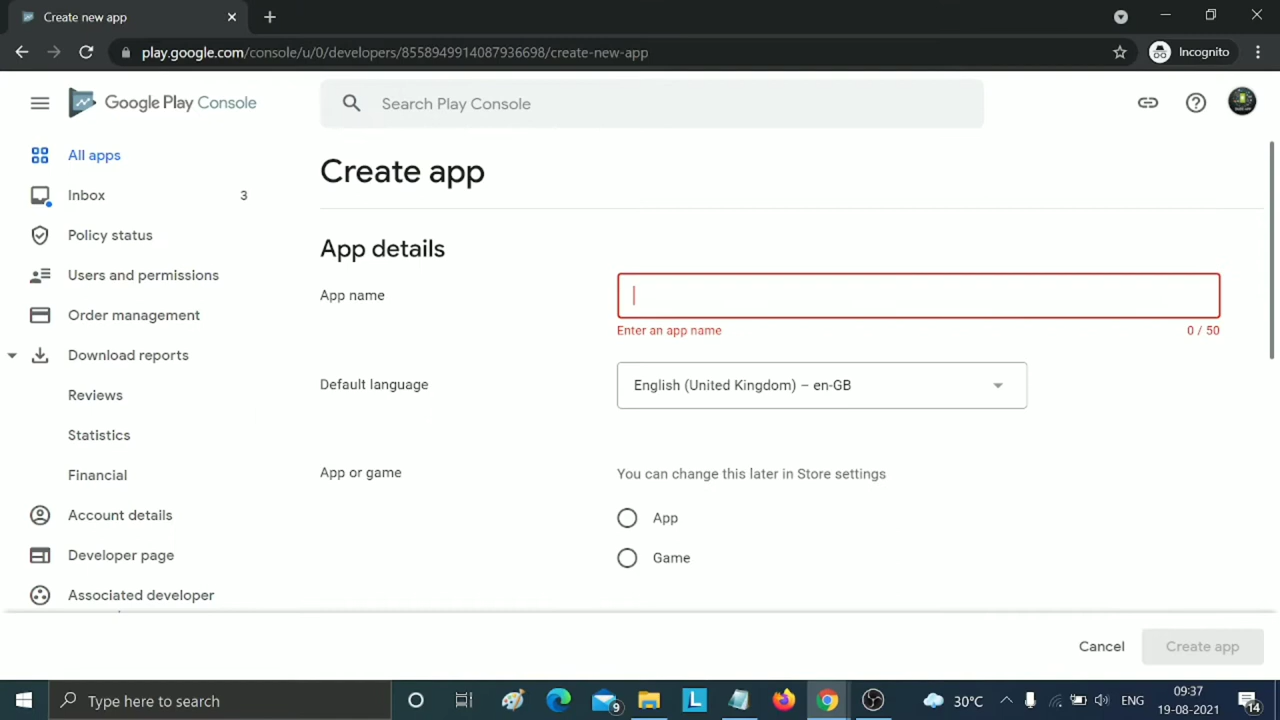 Create new app
play.google.com/console/u/0/developers/8558949914087936698/create-new-app
Incognito
Google Play Console
Search Play Console
All apps
Inbox 3
Policy status
Users and permissions
Order management
Download reports
Reviews
Statistics
Financial
Account details
Developer page
Associated developer
Create app
App details
App name
Enter an app name 0 / 50
Default language
English (United Kingdom) – en-GB
App or game
You can change this later in Store settings
App
Game
Cancel
Create app
Type here to search
9
L
30°C
ENG
09:37
19-08-2021
14